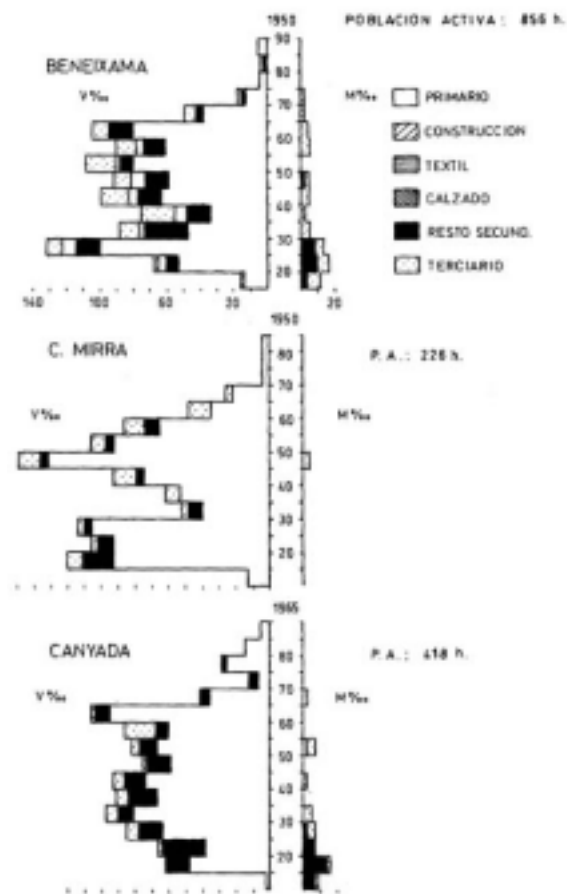 1950
POBLACION ACTIVA: 856 h.
BENEIXAMA
V‰
M‰
90
80
70
60
50
40
30
20
PRIMARIO
CONSTRUCCION
TEXTIL
CALZADO
RESTO SECUND.
TERCIARIO
140 100 60 30 20
1950
C. MIRRA
P.A.: 226 h.
V‰
M‰
80
70
60
50
40
30
20
1965
CANYADA
P.A.: 418 h.
V‰
M‰
80
70
60
50
40
30
20